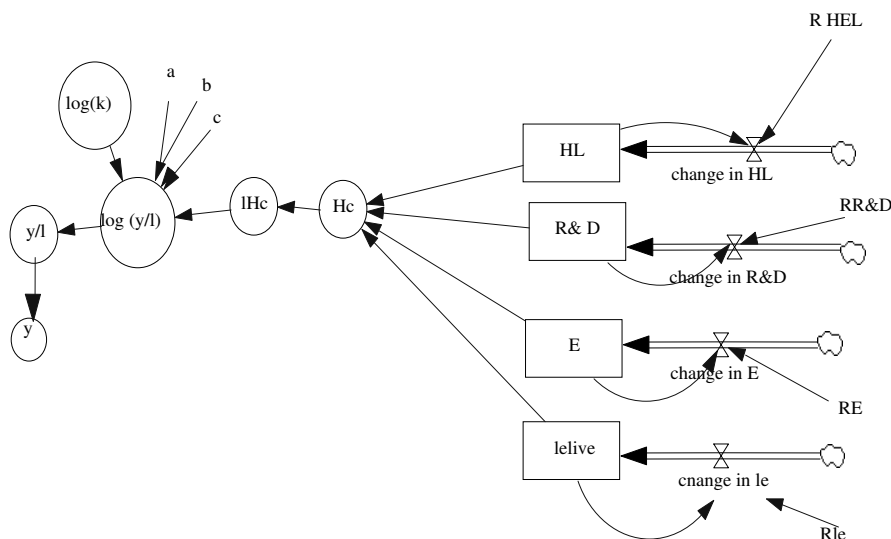 R HEL
a
log(k)
b
c
HL
change in HL
lHc
Hc
RR&D
log (y/l)
R& D
y/l
change in R&D
y
E
change in E
RE
lelive
cnange in le
Rle